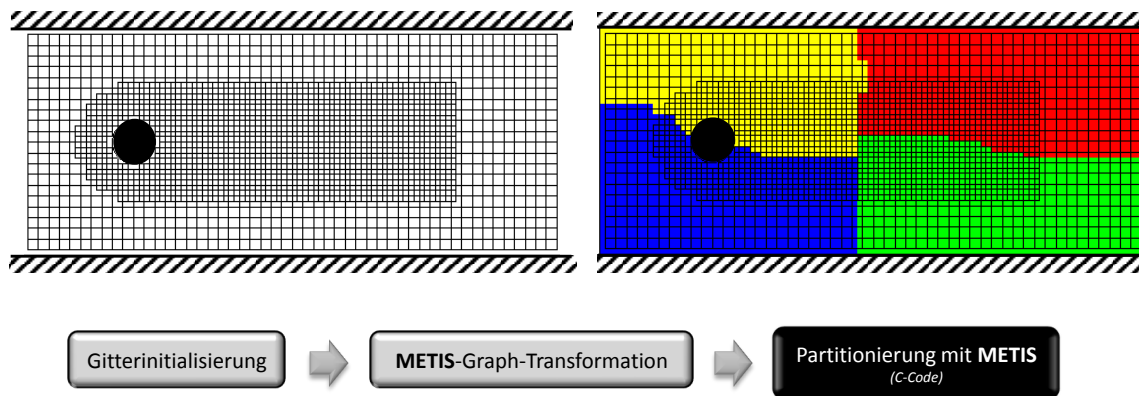 Gitterinitialisierung
METIS-Graph-Transformation
Partitionierung mit METIS
(C-Code)